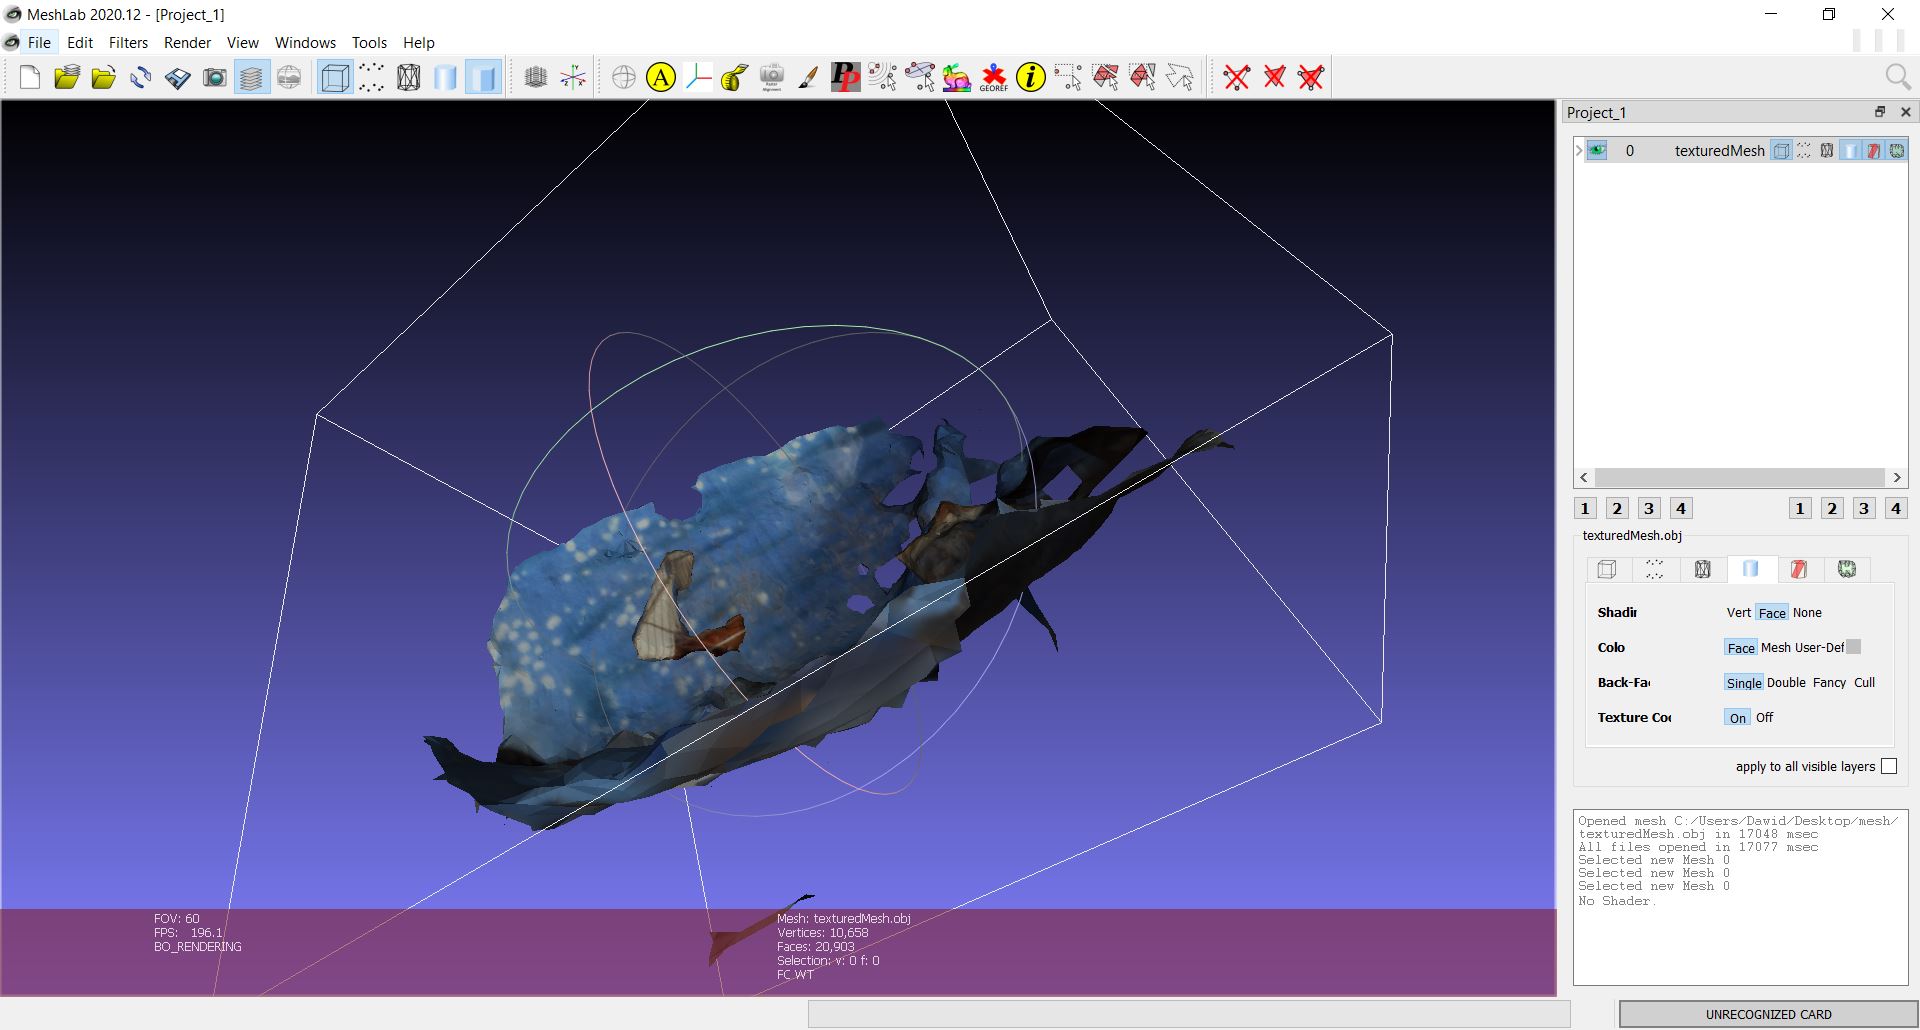 MeshLab 2020.12 - [Project_1]
File Edit Filters Render View Windows Tools Help
A PP GEOREF i
Project_1
0 texturedMesh
1 2 3 4 1 2 3 4
texturedMesh.obj
Shadir Vert Face None
Colo Face Mesh User-Def
Back-Fac Single Double Fancy Cull
Texture Coo On Off
apply to all visible layers
Opened mesh C:/Users/Dawid/Desktop/mesh/
texturedMesh.obj in 17048 msec
All files opened in 17077 msec
Selected new Mesh 0
Selected new Mesh 0
Selected new Mesh 0
No Shader.
FOV: 60
FPS: 196.1
BO_RENDERING
Mesh: texturedMesh.obj
Vertices: 10,658
Faces: 20,903
Selection: v: 0 f: 0
FC WT
UNRECOGNIZED CARD